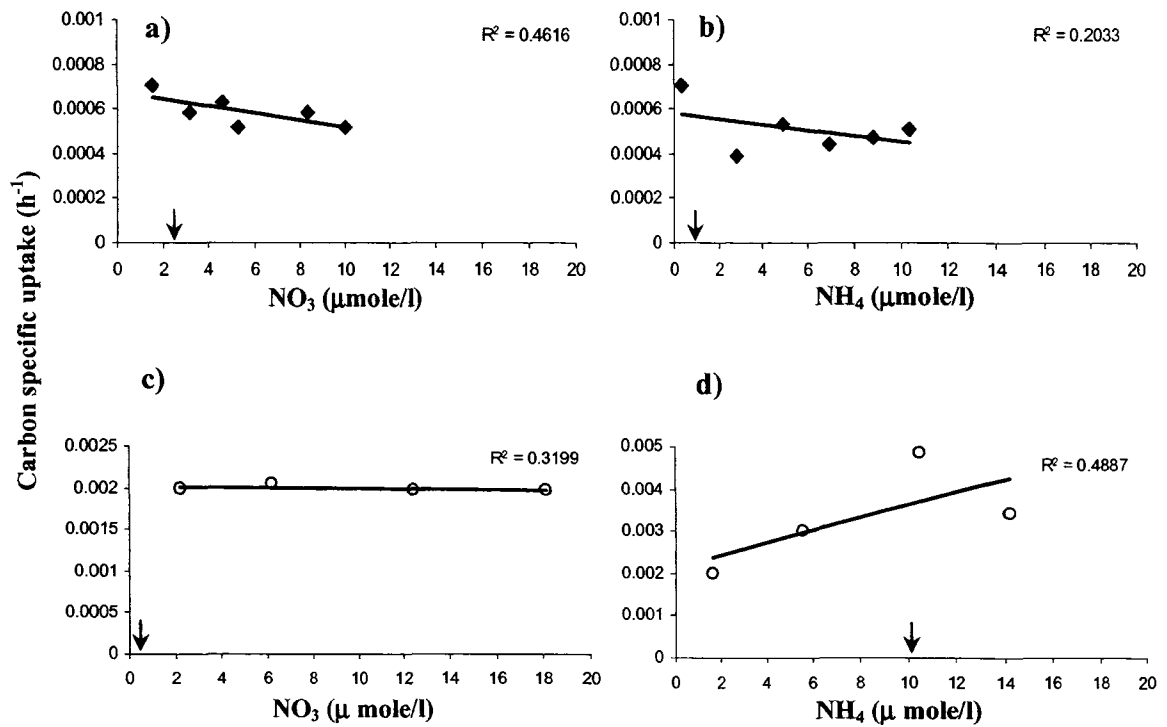 Carbon specific uptake (h⁻¹)
a)
R² = 0.4616
0.001
0.0008
0.0006
0.0004
0.0002
0
0 2 4 6 8 10 12 14 16 18 20
NO₃ (μmole/l)
b)
R² = 0.2033
0.001
0.0008
0.0006
0.0004
0.0002
0
0 2 4 6 8 10 12 14 16 18 20
NH₄ (μmole/l)
c)
R² = 0.3199
0.0025
0.002
0.0015
0.001
0.0005
0
0 2 4 6 8 10 12 14 16 18 20
NO₃ (μ mole/l)
d)
R² = 0.4887
0.005
0.004
0.003
0.002
0.001
0
0 2 4 6 8 10 12 14 16 18 20
NH₄ (μ mole/l)